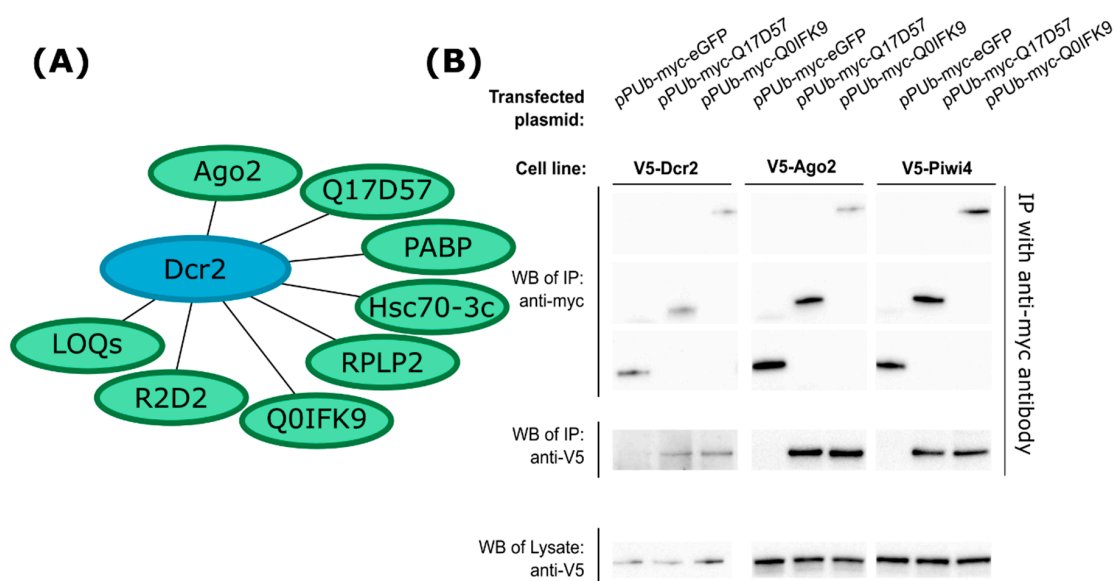 (A)
Ago2
Q17D57
PABP
Dcr2
Hsc70-3c
LOQs
RPLP2
R2D2
Q0IFK9
(B)
pPUb-myc-eGFP
pPUb-myc-Q17D57
pPUb-myc-Q0IFK9
pPUb-myc-eGFP
pPUb-myc-Q17D57
pPUb-myc-Q0IFK9
pPUb-myc-eGFP
pPUb-myc-Q17D57
pPUb-myc-Q0IFK9
Transfected
plasmid:
Cell line:
V5-Dcr2
V5-Ago2
V5-Piwi4
WB of IP:
anti-myc
WB of IP:
anti-V5
IP with anti-myc antibody
WB of Lysate:
anti-V5